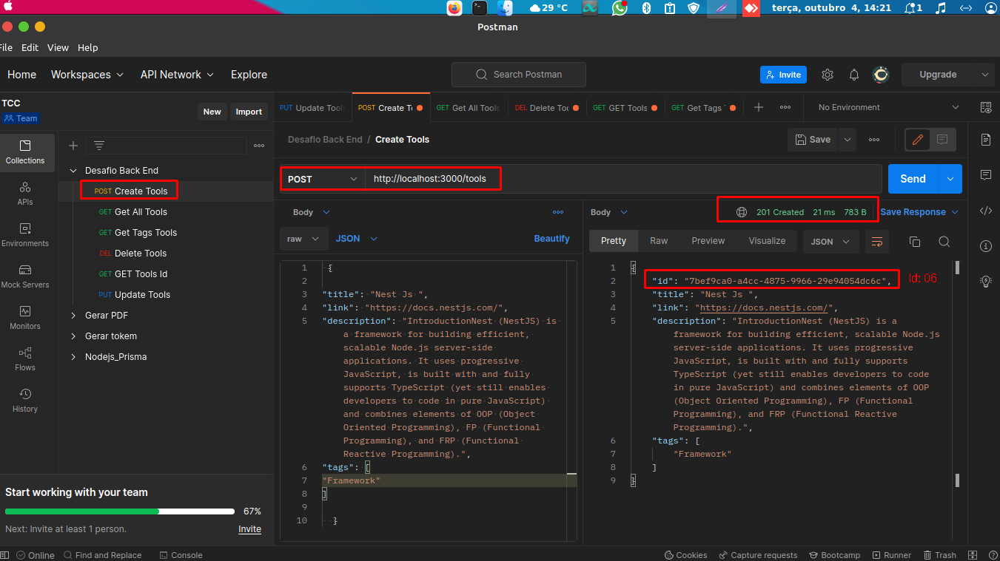 29 °C
terça, outubro 4, 14:21
1
Postman
File Edit View Help
Home Workspaces API Network Explore
Search Postman
Invite
Upgrade
TCC
Team
New Import
PUT Update Tool
POST Create T
GET Get All Tools
DEL Delete Too
GET GET Tools
GET Get Tags
No Environment
Desafio Back End / Create Tools
Save
Collections
APIs
Environments
Mock Servers
Monitors
Flows
History
Desafio Back End
POST Create Tools
GET Get All Tools
GET Get Tags Tools
DEL Delete Tools
GET GET Tools Id
PUT Update Tools
Gerar PDF
Gerar tokem
Nodejs_Prisma
POST http://localhost:3000/tools
Send
Body
raw JSON Beautify
1 {
2
3 "title": "Nest Js ",
4 "link": "https://docs.nestjs.com/",
5 "description": "IntroductionNest (NESTJS) is
a framework for building efficient,
scalable Node.js server-side
applications. It uses progressive
JavaScript, is built with and fully
supports TypeScript (yet still enables
developers to code in pure JavaScript)
and combines elements of OOP (Object
Oriented Programming), FP (Functional
Programming), and FRP (Functional
Reactive Programming).",
6 "tags": [
7 "Framework"
8 ]
9
10 }
Body
201 Created 21 ms 783 B Save Response
Pretty Raw Preview Visualize JSON
1 {
2 "id": "7bef9ca0-a4cc-4875-9966-29e94054dc6c", Id: 06
3 "title": "Nest Js ",
4 "link": "https://docs.nestjs.com/",
5 "description": "IntroductionNest (NESTJS) is a
framework for building efficient, scalable Node.js
server-side applications. It uses progressive
JavaScript, is built with and fully supports
TypeScript (yet still enables developers to code
in pure JavaScript) and combines elements of OOP
(Object Oriented Programming), FP (Functional
Programming), and FRP (Functional Reactive
Programming).",
6 "tags": [
7 "Framework"
8 ]
9 }
Start working with your team
67%
Next: Invite at least 1 person. Invite
Online Find and Replace Console Cookies Capture requests Bootcamp Runner Trash